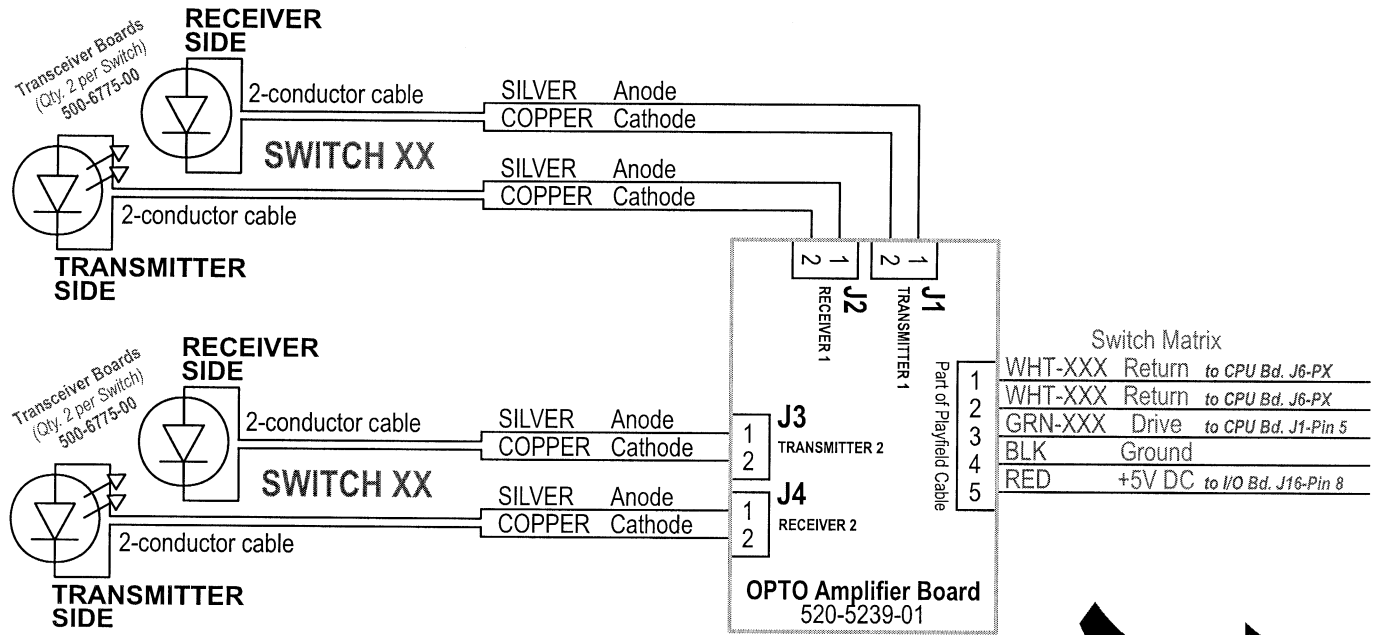 RECEIVER
SIDE
Transceiver Boards
(Qty. 2 per Switch)
500-6775-00
2-conductor cable
SILVER Anode
COPPER Cathode
SWITCH XX
SILVER Anode
COPPER Cathode
2-conductor cable
TRANSMITTER
SIDE
2 1
J2
RECEIVER 1
2 1
J1
TRANSMITTER 1
RECEIVER
SIDE
Transceiver Boards
(Qty. 2 per Switch)
500-6775-00
2-conductor cable
SILVER Anode
COPPER Cathode
SWITCH XX
SILVER Anode
COPPER Cathode
2-conductor cable
TRANSMITTER
SIDE
1
2
J3
TRANSMITTER 2
1
2
J4
RECEIVER 2
Part of Playfield Cable
Switch Matrix
1 WHT-XXX Return to CPU Bd. J6-PX
2 WHT-XXX Return to CPU Bd. J6-PX
3 GRN-XXX Drive to CPU Bd. J1-Pin 5
4 BLK Ground
5 RED +5V DC to I/O Bd. J16-Pin 8
OPTO Amplifier Board
520-5239-01